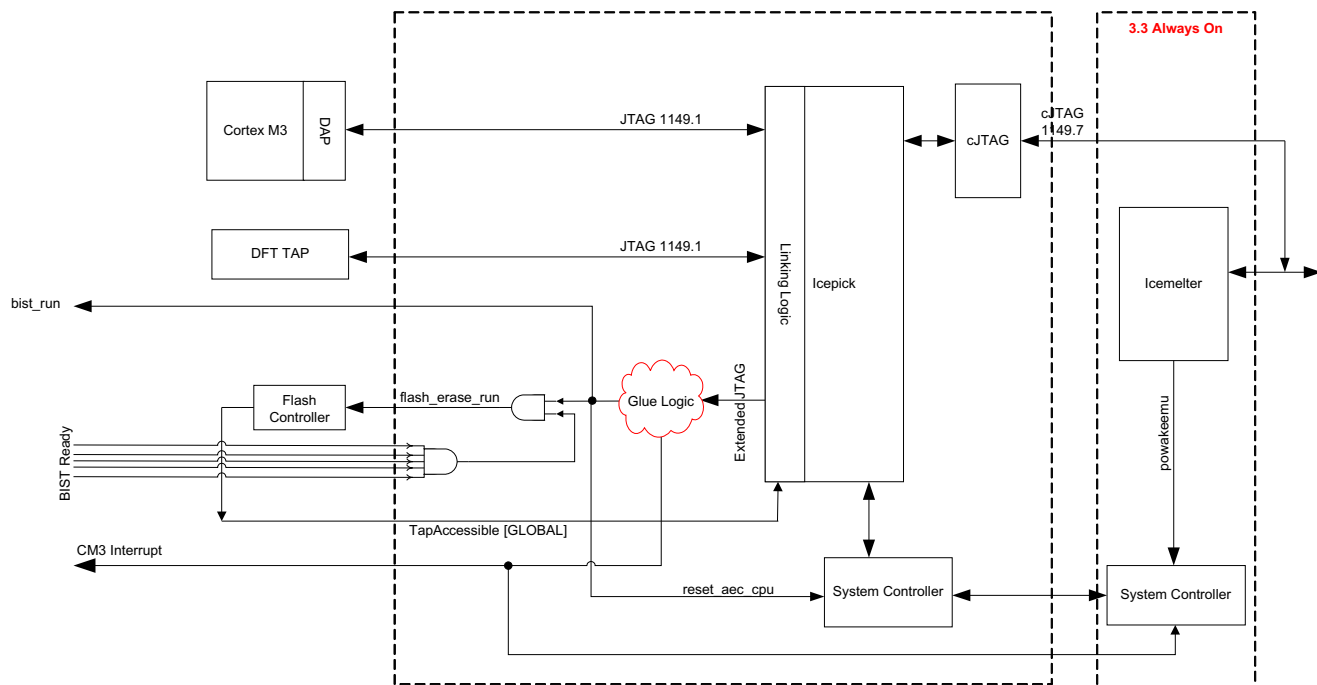 3.3 Always On
Cortex M3
DAP
JTAG 1149.1
cJTAG
cJTAG
1149.7
DFT TAP
JTAG 1149.1
Linking Logic
Icepick
Icemelter
bist_run
Flash
Controller
flash_erase_run
Glue Logic
Extended JTAG
powakeemu
BIST Ready
TapAccessible [GLOBAL]
CM3 Interrupt
reset_aec_cpu
System Controller
System Controller